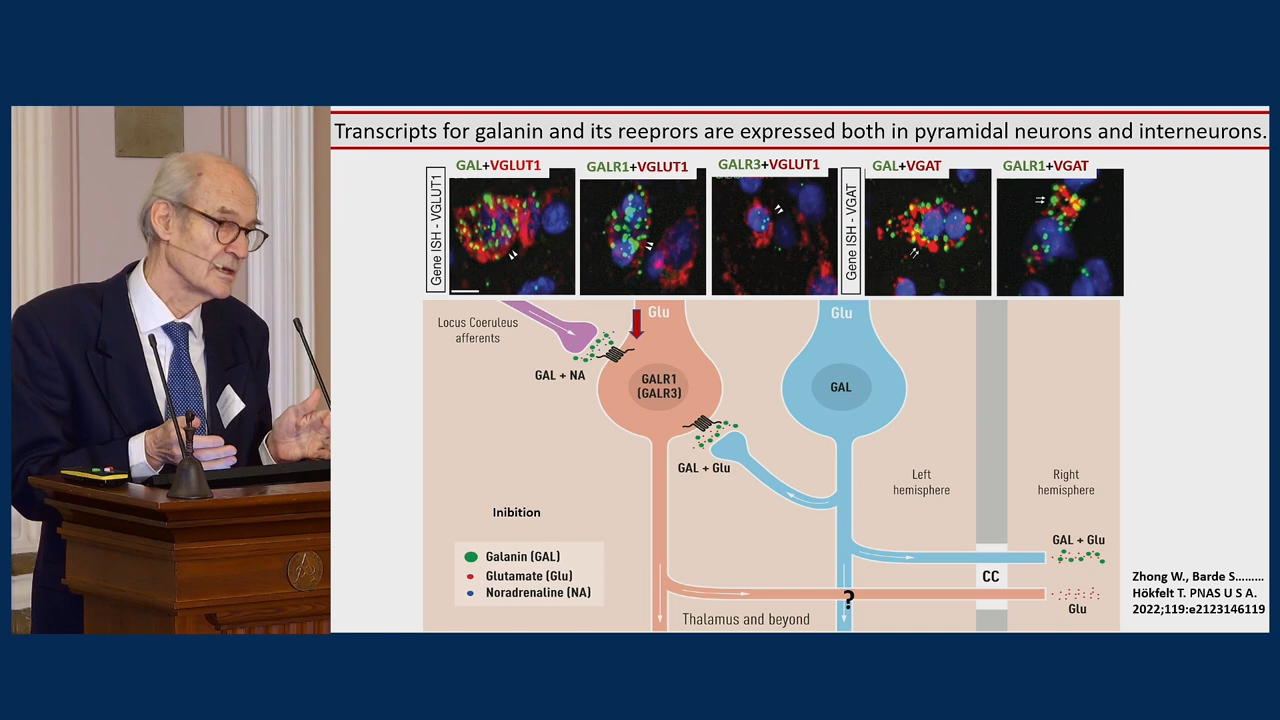 Transcripts for galanin and its reeprors are expressed both in pyramidal neurons and interneurons.
Gene ISH - VGLUT1
GAL+VGLUT1
GALR1+VGLUT1
GALR3+VGLUT1
Gene ISH - VGAT
GAL+VGAT
GALR1+VGAT
Locus Coeruleus
afferents
Glu
Glu
GAL + NA
GALR1
(GALR3)
GAL
GAL + Glu
Left
hemisphere
Right
hemisphere
Inibition
Galanin (GAL)
Glutamate (Glu)
Noradrenaline (NA)
GAL + Glu
CC
Glu
?
Thalamus and beyond
Zhong W., Barde S.........
Hökfelt T. PNAS U S A.
2022;119:e2123146119